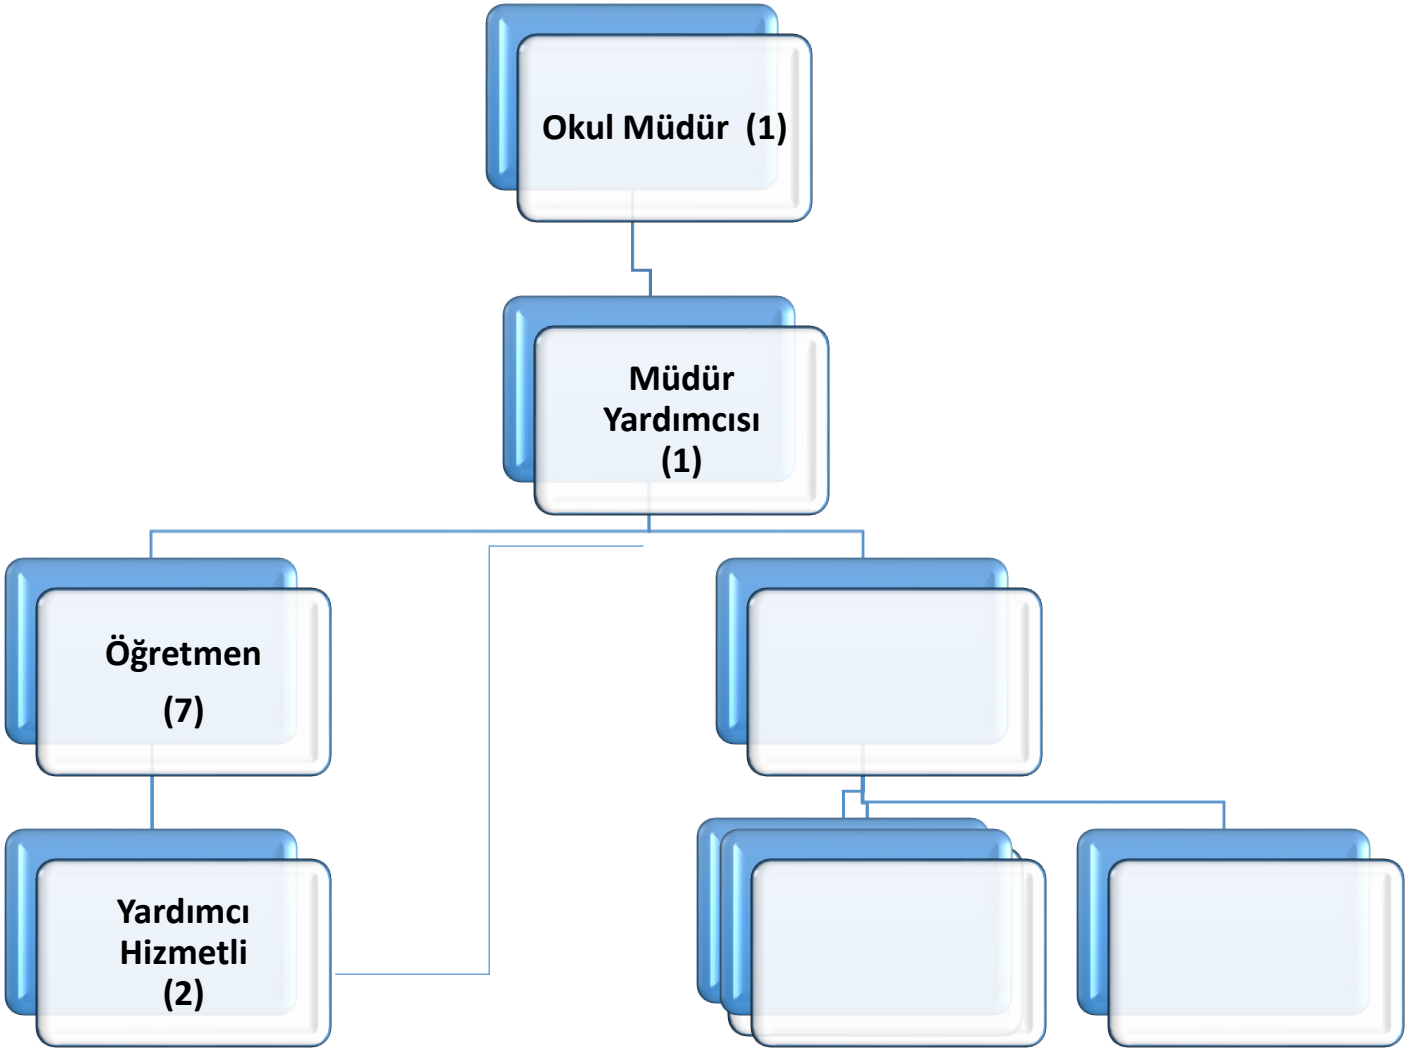 Okul Müdür  (1)
Müdür
Yardımcısı
(1)
Öğretmen
(7)
Yardımcı
Hizmetli
(2)